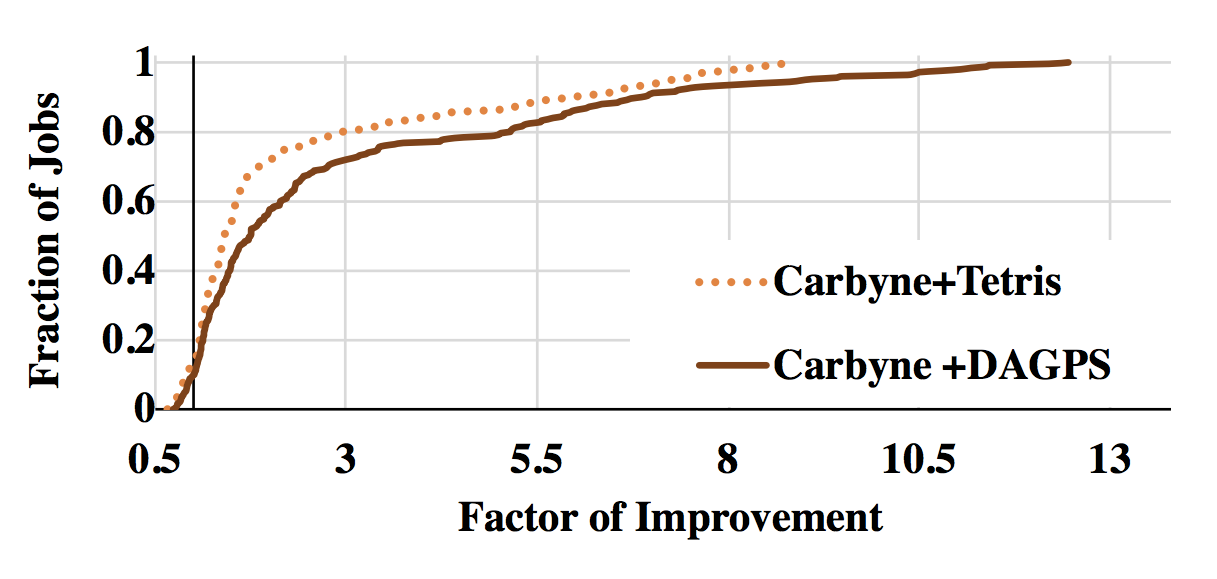 1
0.8
0.6
0.4
0.2
0
Fraction of Jobs
Carbyne+Tetris
Carbyne +DAGPS
0.5 3 5.5 8 10.5 13
Factor of Improvement